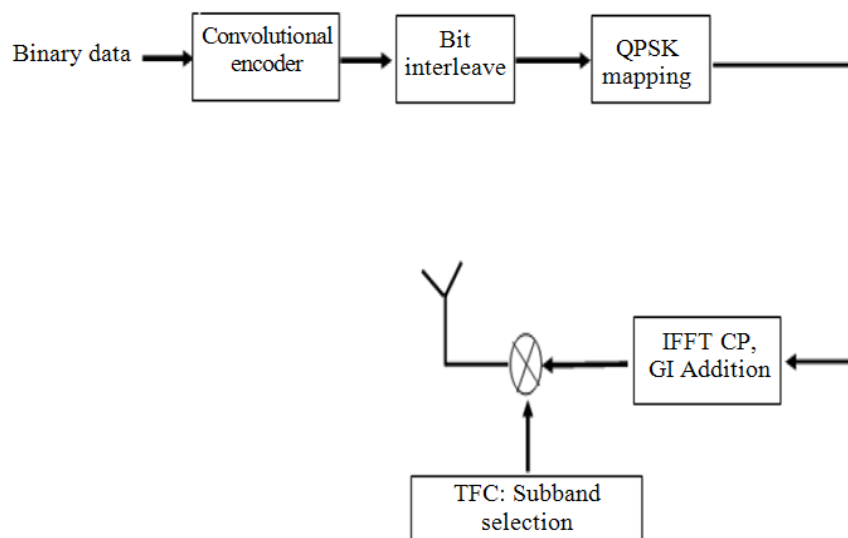 Binary data
Convolutional
encoder
Bit
interleave
QPSK
mapping
IFFT CP,
GI Addition
TFC: Subband
selection